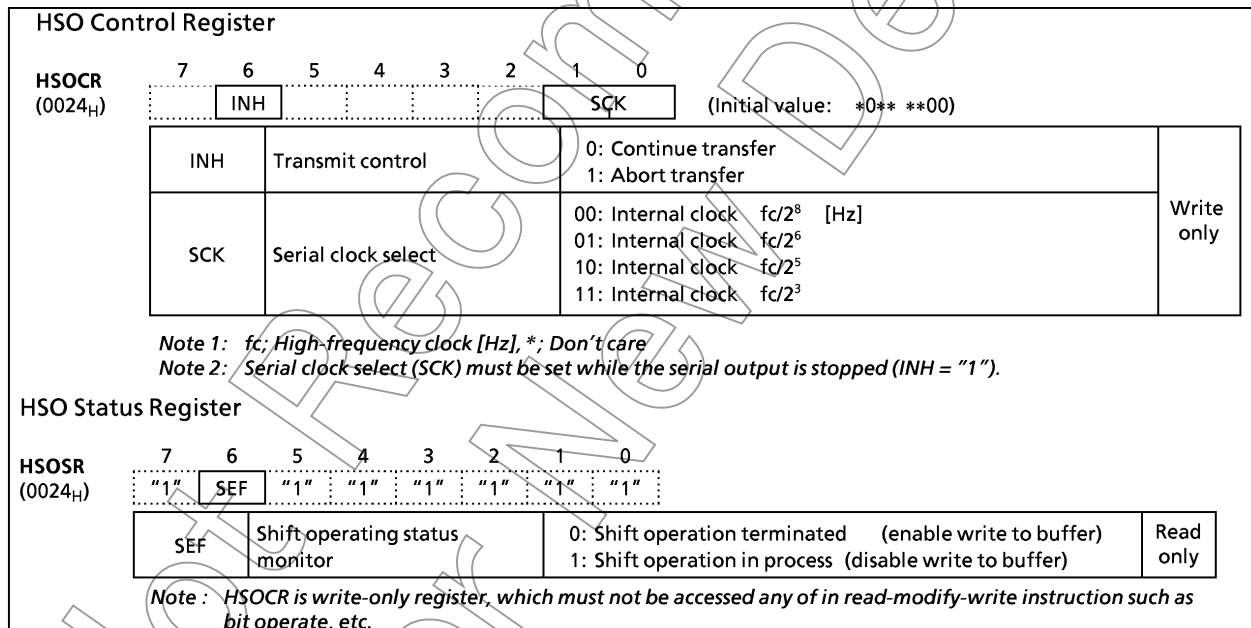 HSO Control Register
7 6 5 4 3 2 1 0
HSOCR
(0024H)
INH SCK (Initial value: *0** **00)
INH Transmit control 0: Continue transfer
1: Abort transfer
Write
only
SCK Serial clock select 00: Internal clock fc/2⁸ [Hz]
01: Internal clock fc/2⁶
10: Internal clock fc/2⁵
11: Internal clock fc/2³
Note 1: fc; High-frequency clock [Hz], *; Don't care
Note 2: Serial clock select (SCK) must be set while the serial output is stopped (INH = "1").
HSO Status Register
7 6 5 4 3 2 1 0
HSOSR
(0024H)
"1" SEF "1" "1" "1" "1" "1" "1"
SEF Shift operating status
monitor
0: Shift operation terminated (enable write to buffer)
1: Shift operation in process (disable write to buffer)
Read
only
Note : HSOCR is write-only register, which must not be accessed any of in read-modify-write instruction such as
bit operate, etc.